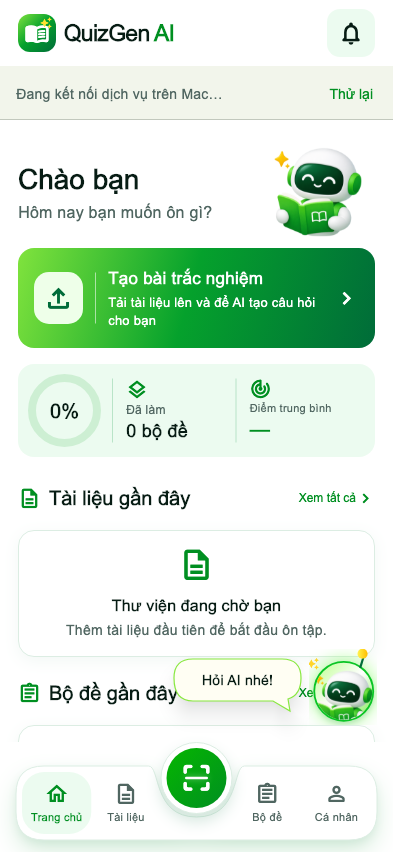 QuizGen AI
Đang kết nối dịch vụ trên Mac...
Thử lại
Chào bạn
Hôm nay bạn muốn ôn gì?
Tạo bài trắc nghiệm
Tải tài liệu lên và để AI tạo câu hỏi
cho bạn
0%
Đã làm
0 bộ đề
Điểm trung bình
—
Tài liệu gần đây
Xem tất cả
Thư viện đang chờ bạn
Thêm tài liệu đầu tiên để bắt đầu ôn tập.
Bộ đề gần đây
Hỏi AI nhé!
Trang chủ
Tài liệu
Bộ đề
Cá nhân